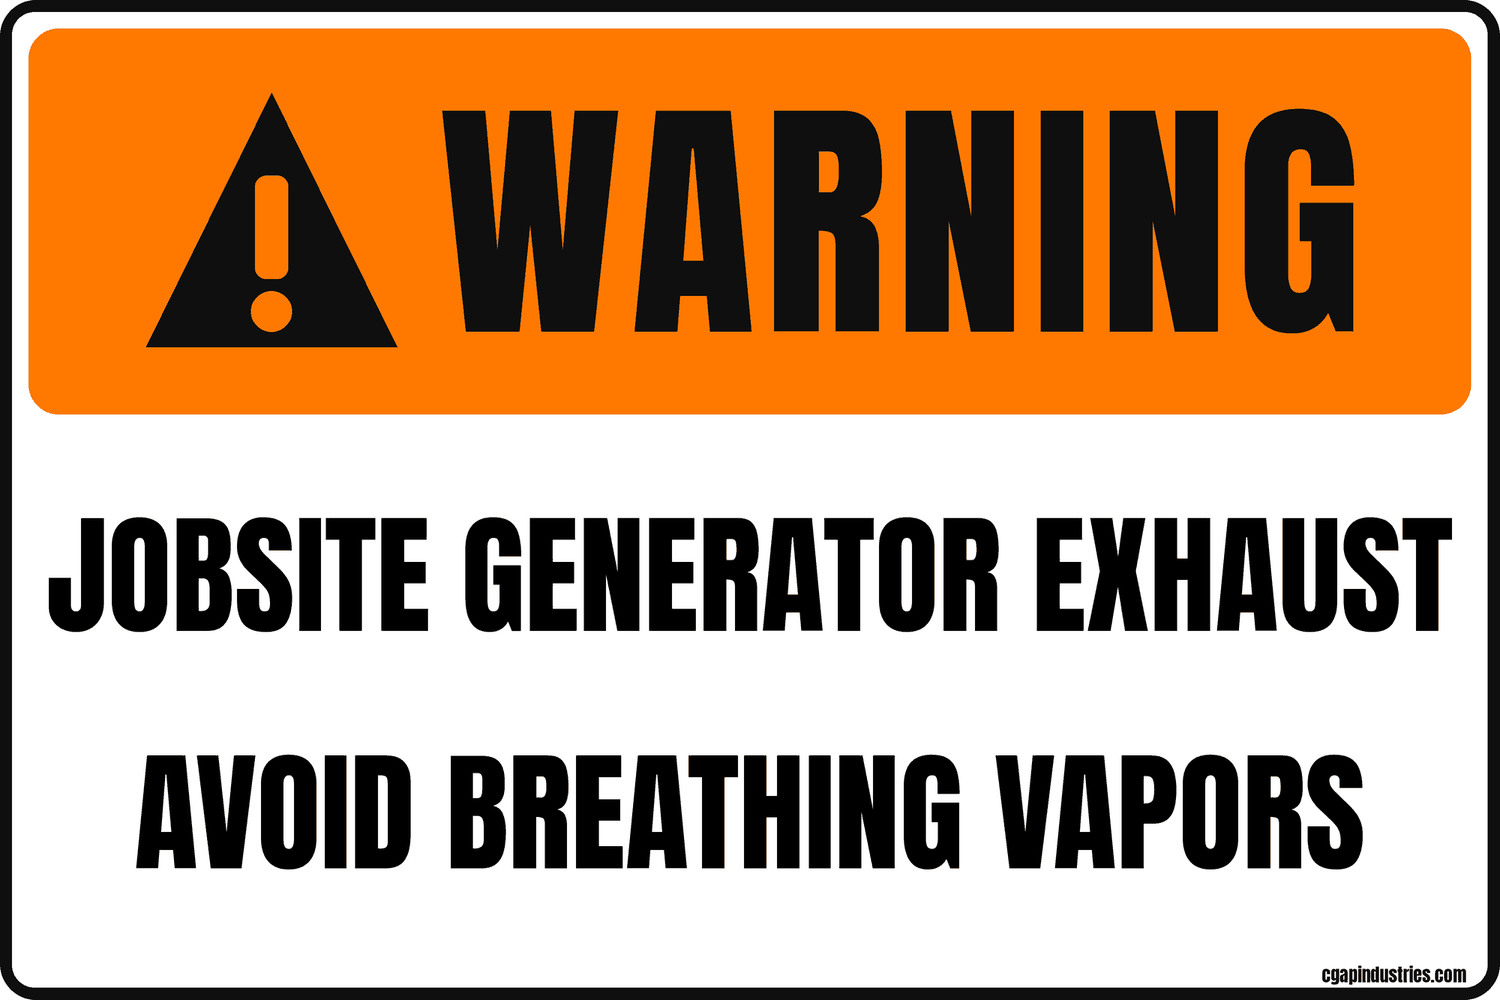 WARNING
JOBSITE GENERATOR EXHAUST
AVOID BREATHING VAPORS
cgapindustries.com